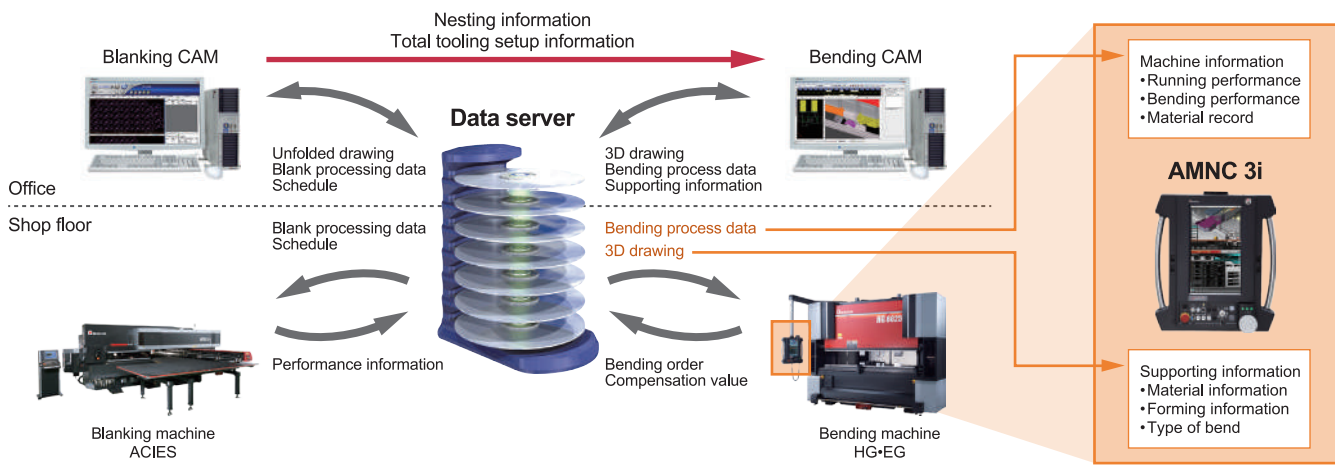 Nesting information
Total tooling setup information
Blanking CAM
Bending CAM
Data server
Unfolded drawing
Blank processing data
Schedule
3D drawing
Bending process data
Supporting information
Office
Shop floor
Blank processing data
Schedule
Bending process data
3D drawing
Performance information
Bending order
Compensation value
Blanking machine
ACIES
HG 8025
Bending machine
HG•EG
Machine information
•Running performance
•Bending performance
•Material record
AMNC 3i
Supporting information
•Material information
•Forming information
•Type of bend